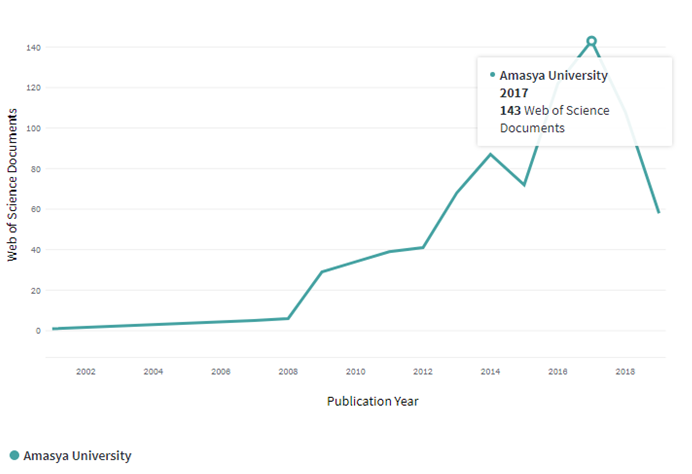 140
Amasya University
2017
120
143 Web of Science
Documents
100
80
60
40
20
0
Web of Science Documents
2002 2004 2006 2008 2010 2012 2014 2016 2018
Publication Year
Amasya University